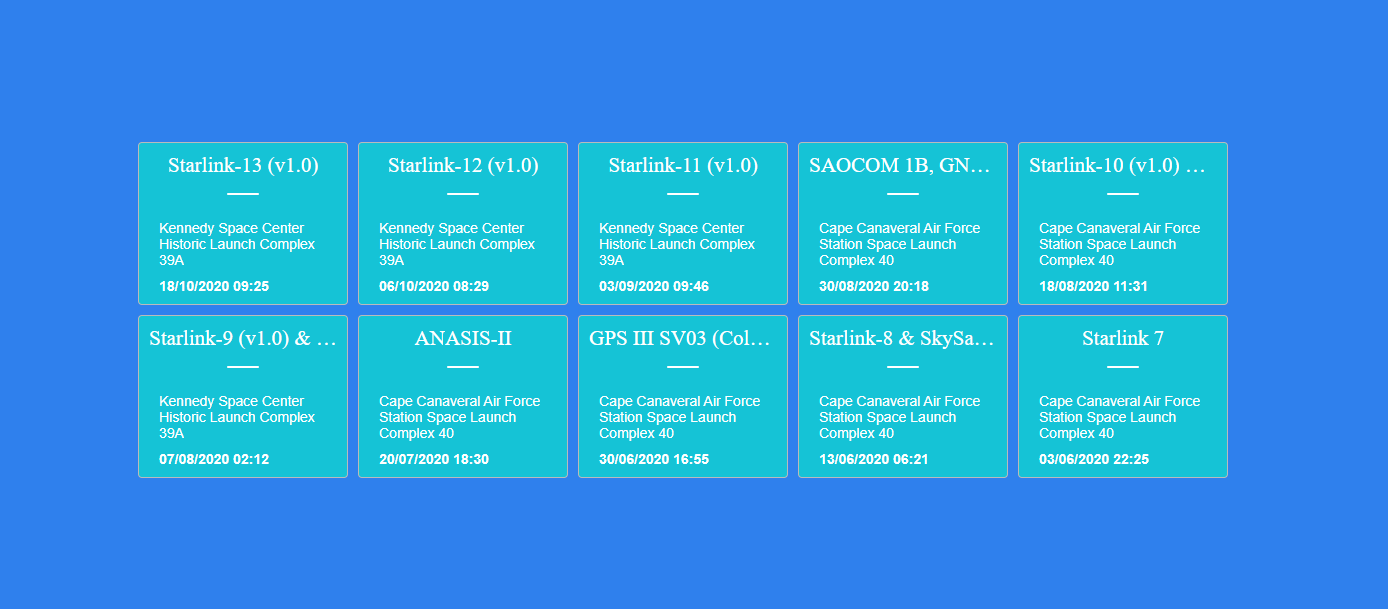 Starlink-13 (v1.0)
Kennedy Space Center
Historic Launch Complex
39A
18/10/2020 09:25
Starlink-12 (v1.0)
Kennedy Space Center
Historic Launch Complex
39A
06/10/2020 08:29
Starlink-11 (v1.0)
Kennedy Space Center
Historic Launch Complex
39A
03/09/2020 09:46
SAOCOM 1B, GN…
Cape Canaveral Air Force
Station Space Launch
Complex 40
30/08/2020 20:18
Starlink-10 (v1.0) …
Cape Canaveral Air Force
Station Space Launch
Complex 40
18/08/2020 11:31
Starlink-9 (v1.0) & …
Kennedy Space Center
Historic Launch Complex
39A
07/08/2020 02:12
ANASIS-II
Cape Canaveral Air Force
Station Space Launch
Complex 40
20/07/2020 18:30
GPS III SV03 (Col…
Cape Canaveral Air Force
Station Space Launch
Complex 40
30/06/2020 16:55
Starlink-8 & SkySa…
Cape Canaveral Air Force
Station Space Launch
Complex 40
13/06/2020 06:21
Starlink 7
Cape Canaveral Air Force
Station Space Launch
Complex 40
03/06/2020 22:25